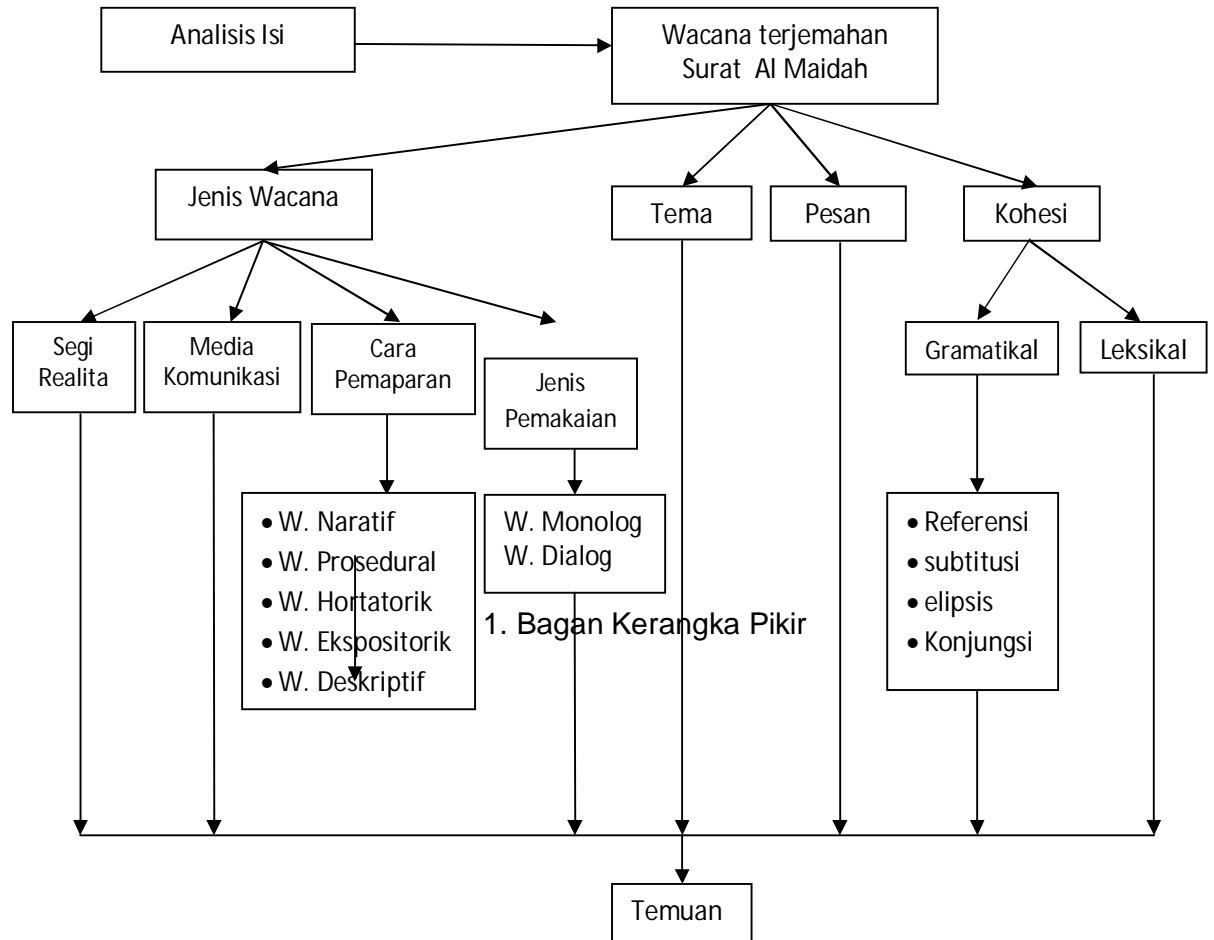 Analisis Isi
Wacana terjemahan
Surat Al Maidah
Jenis Wacana
Tema
Pesan
Kohesi
Segi
Realita
Media
Komunikasi
Cara
Pemaparan
Jenis
Pemakaian
Gramatikal
Leksikal
• W. Naratif
• W. Prosedural
• W. Hortatorik
• W. Ekspositorik
• W. Deskriptif
W. Monolog
W. Dialog
• Referensi
• subtitusi
• elipsis
• Konjungsi
1. Bagan Kerangka Pikir
Temuan